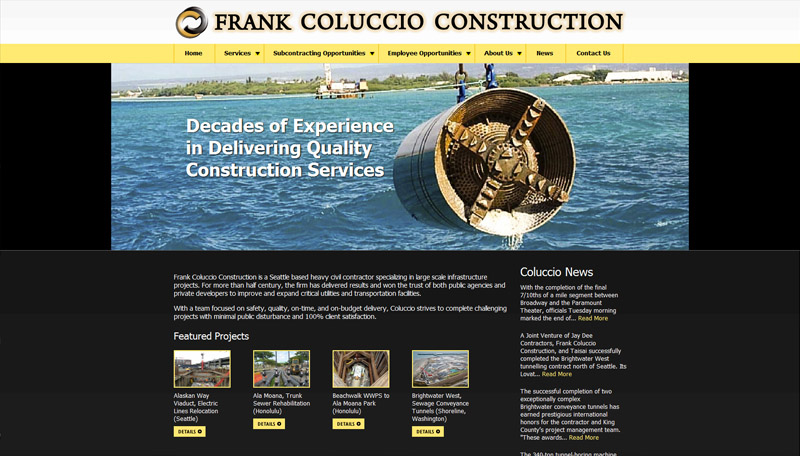 FRANK COLUCCIO CONSTRUCTION
Home Services Subcontracting Opportunities Employee Opportunities About Us News Contact Us
Decades of Experience
in Delivering Quality
Construction Services
Frank Coluccio Construction is a Seattle based heavy civil contractor specializing in large scale infrastructure
projects. For more than half century, the firm has delivered results and won the trust of both public agencies and
private developers to improve and expand critical utilities and transportation facilities.
With a team focused on safety, quality, on-time, and on-budget delivery, Coluccio strives to complete challenging
projects with minimal public disturbance and 100% client satisfaction.
Featured Projects
Alaskan Way
Viaduct, Electric
Lines Relocation
(Seattle)
DETAILS
Ala Moana, Trunk
Sewer Rehabilitation
(Honolulu)
DETAILS
Beachwalk WWPS to
Ala Moana Park
(Honolulu)
DETAILS
Brightwater West,
Sewage Conveyance
Tunnels (Shoreline,
Washington)
DETAILS
Coluccio News
With the completion of the final
7/10ths of a mile segment between
Broadway and the Paramount
Theater, officials Tuesday morning
marked the end of... Read More
A Joint Venture of Jay Dee
Contractors, Frank Coluccio
Construction, and Taisai successfully
completed the Brightwater West
tunnelling contract north of Seattle. Its
Lovat... Read More
The successful completion of two
exceptionally complex
Brightwater conveyance tunnels has
earned prestigious international
honors for the contractor and King
County's project management team.
"These awards... Read More
The 340-ton tunnel-boring machine